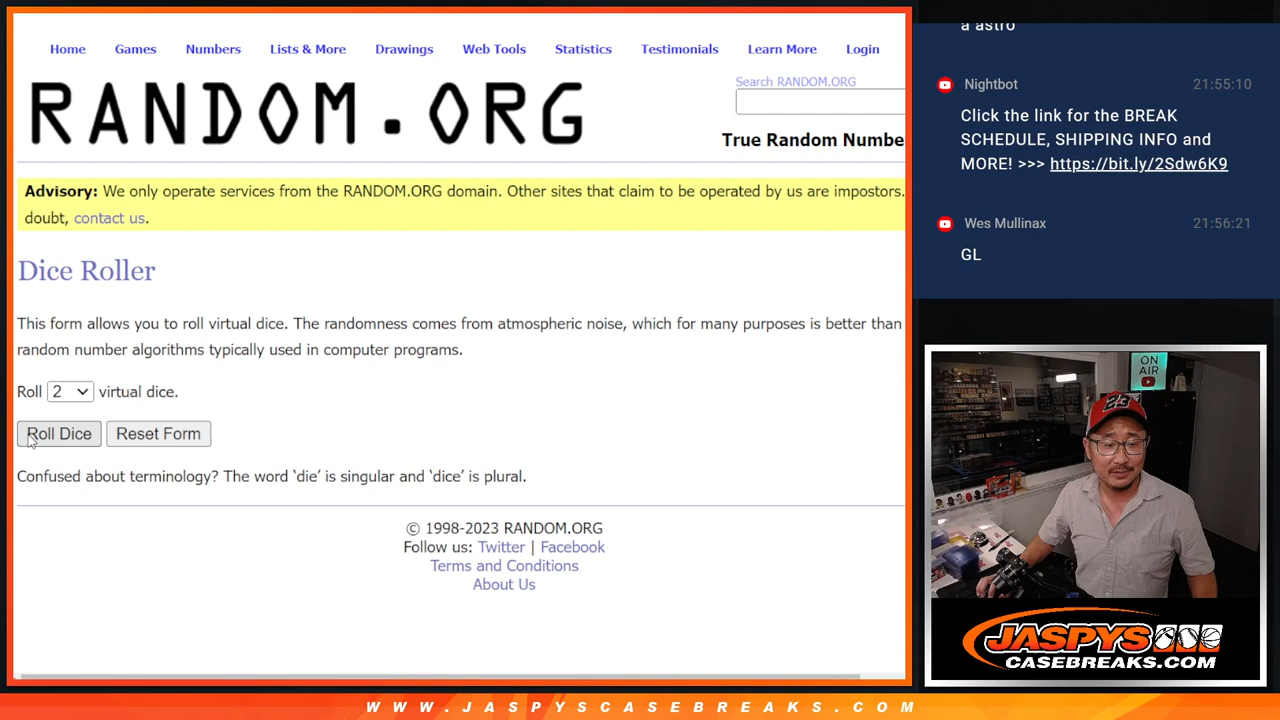 Home Games Numbers Lists & More Drawings Web Tools Statistics Testimonials Learn More Login
RANDOM.ORG
Search RANDOM.ORG
True Random Numbe
Advisory: We only operate services from the RANDOM.ORG domain. Other sites that claim to be operated by us are impostors.
doubt, contact us.
Dice Roller
This form allows you to roll virtual dice. The randomness comes from atmospheric noise, which for many purposes is better than
random number algorithms typically used in computer programs.
Roll 2 virtual dice.
Roll Dice Reset Form
Confused about terminology? The word ‘die’ is singular and ‘dice’ is plural.
© 1998-2023 RANDOM.ORG
Follow us: Twitter | Facebook
Terms and Conditions
About Us
a astro
Nightbot 21:55:10
Click the link for the BREAK
SCHEDULE, SHIPPING INFO and
MORE! >>> https://bit.ly/2Sdw6K9
Wes Mullinax 21:56:21
GL
ON
AIR
23
JASPYS
CASEBREAKS.COM
WWW.JASPYSCASEBREAKS.COM